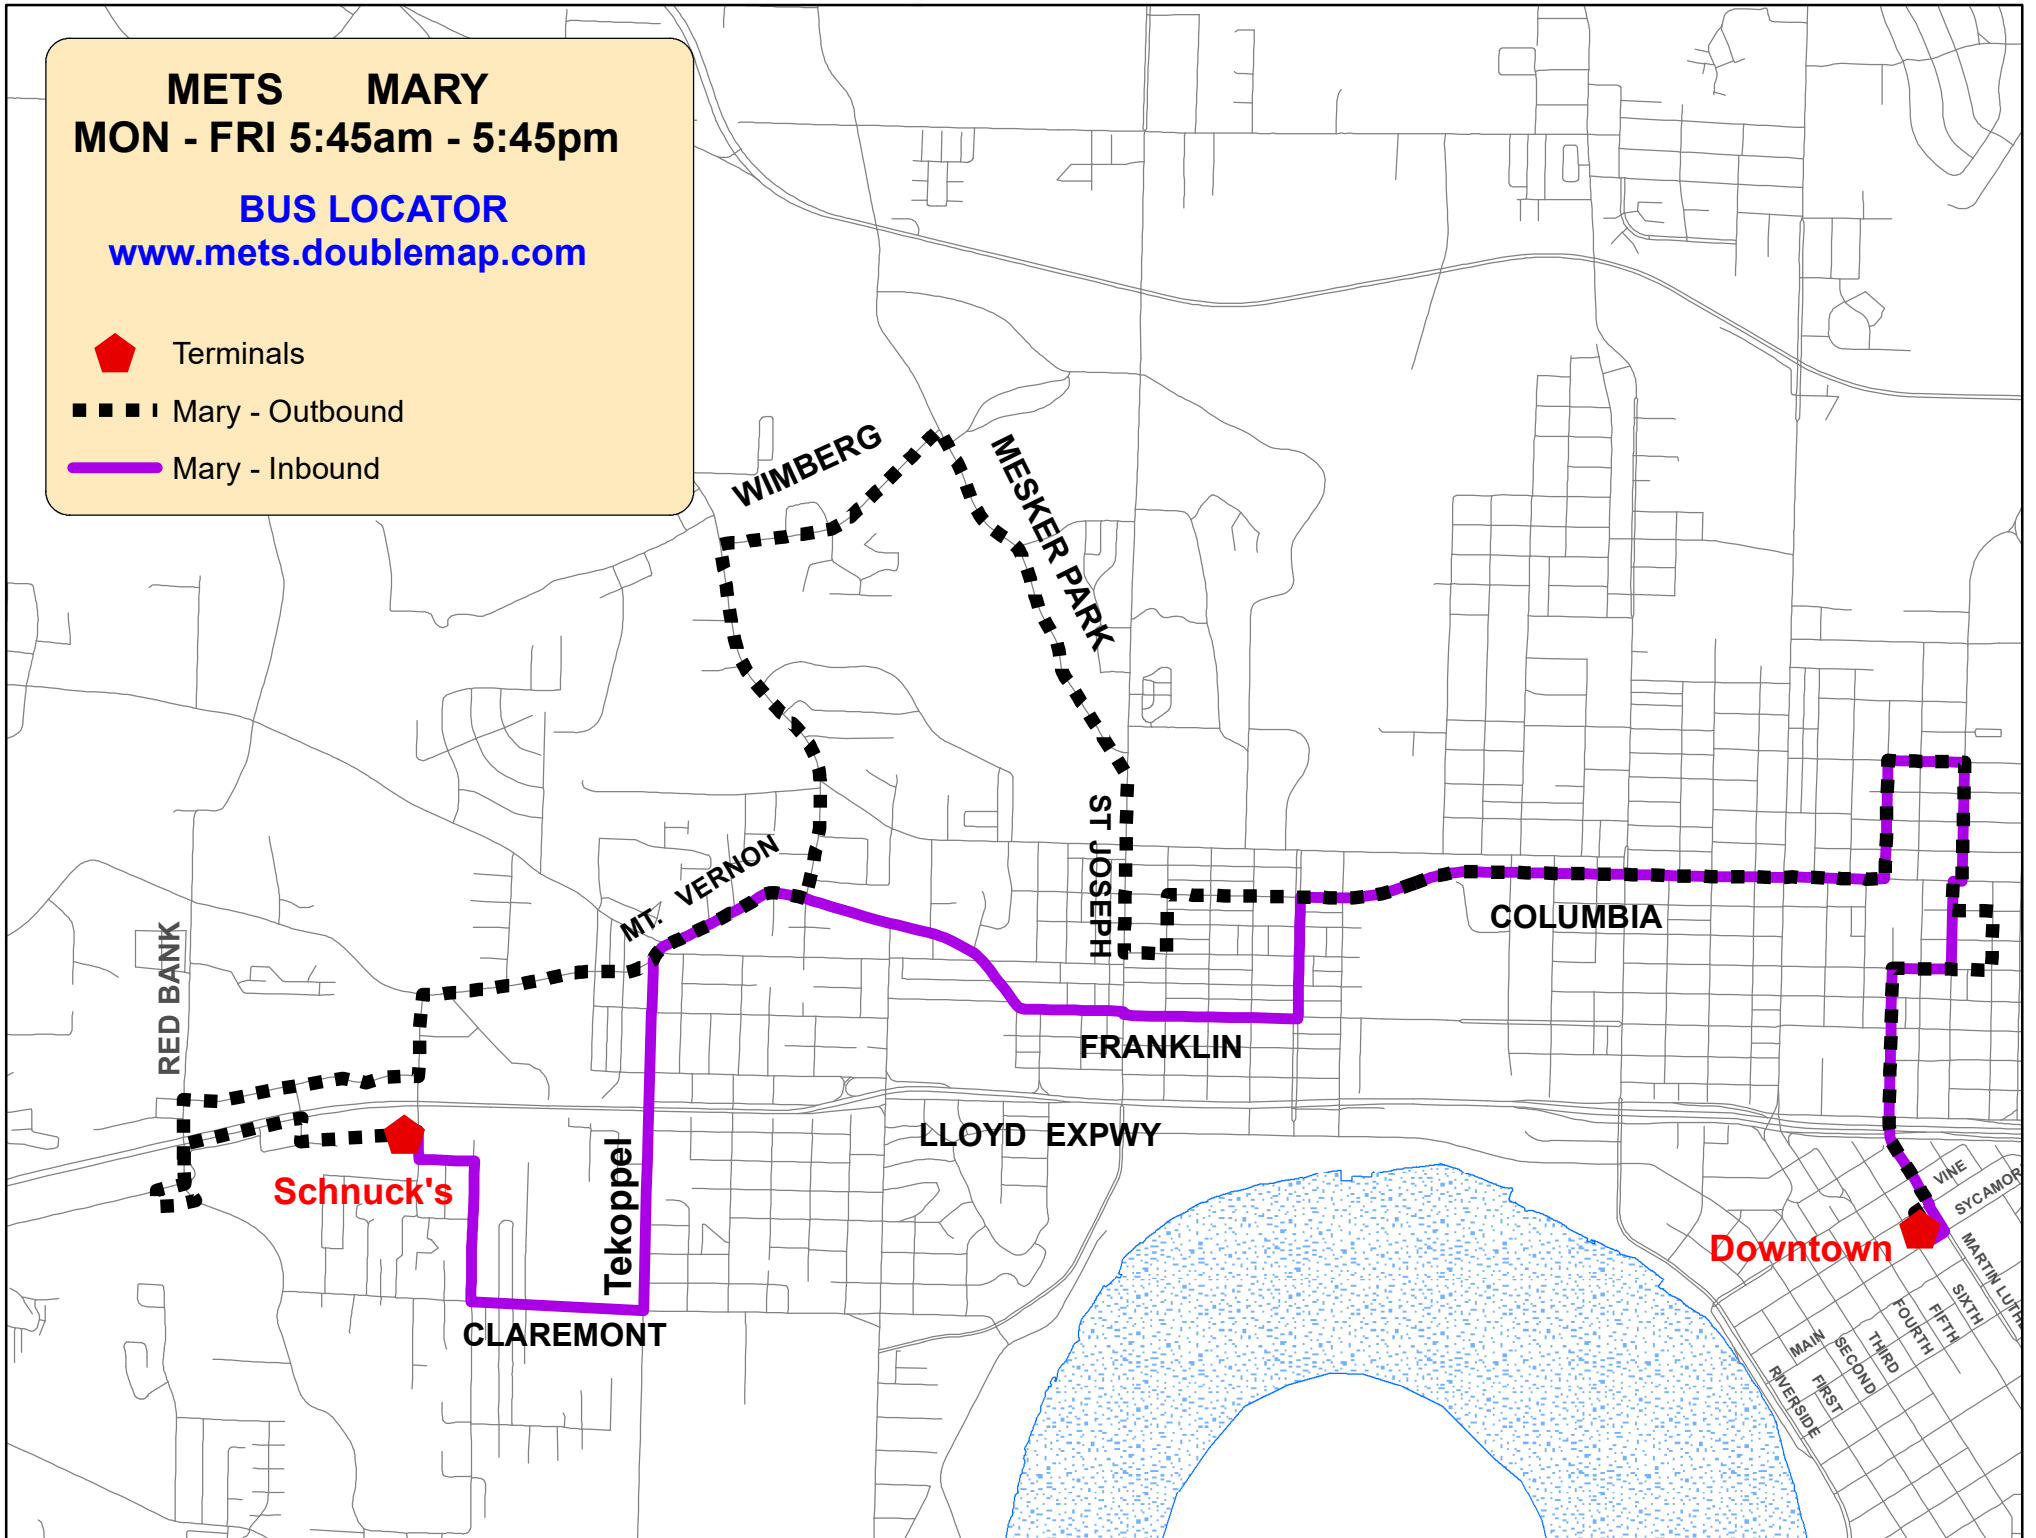 METS MARY
MON - FRI 5:45am - 5:45pm
BUS LOCATOR
www.mets.doublemap.com
Terminals
Mary - Outbound
Mary - Inbound
WIMBERG
MESKER PARK
MT. VERNON
ST JOSEPH
COLUMBIA
RED BANK
FRANKLIN
LLOYD EXPWY
Tekoppel
Schnuck's
CLAREMONT
Downtown
VINE
SYCAMOR
MARTIN LUTHE
SIXTH
FIFTH
FOURTH
THIRD
SECOND
MAIN
FIRST
RIVERSIDE